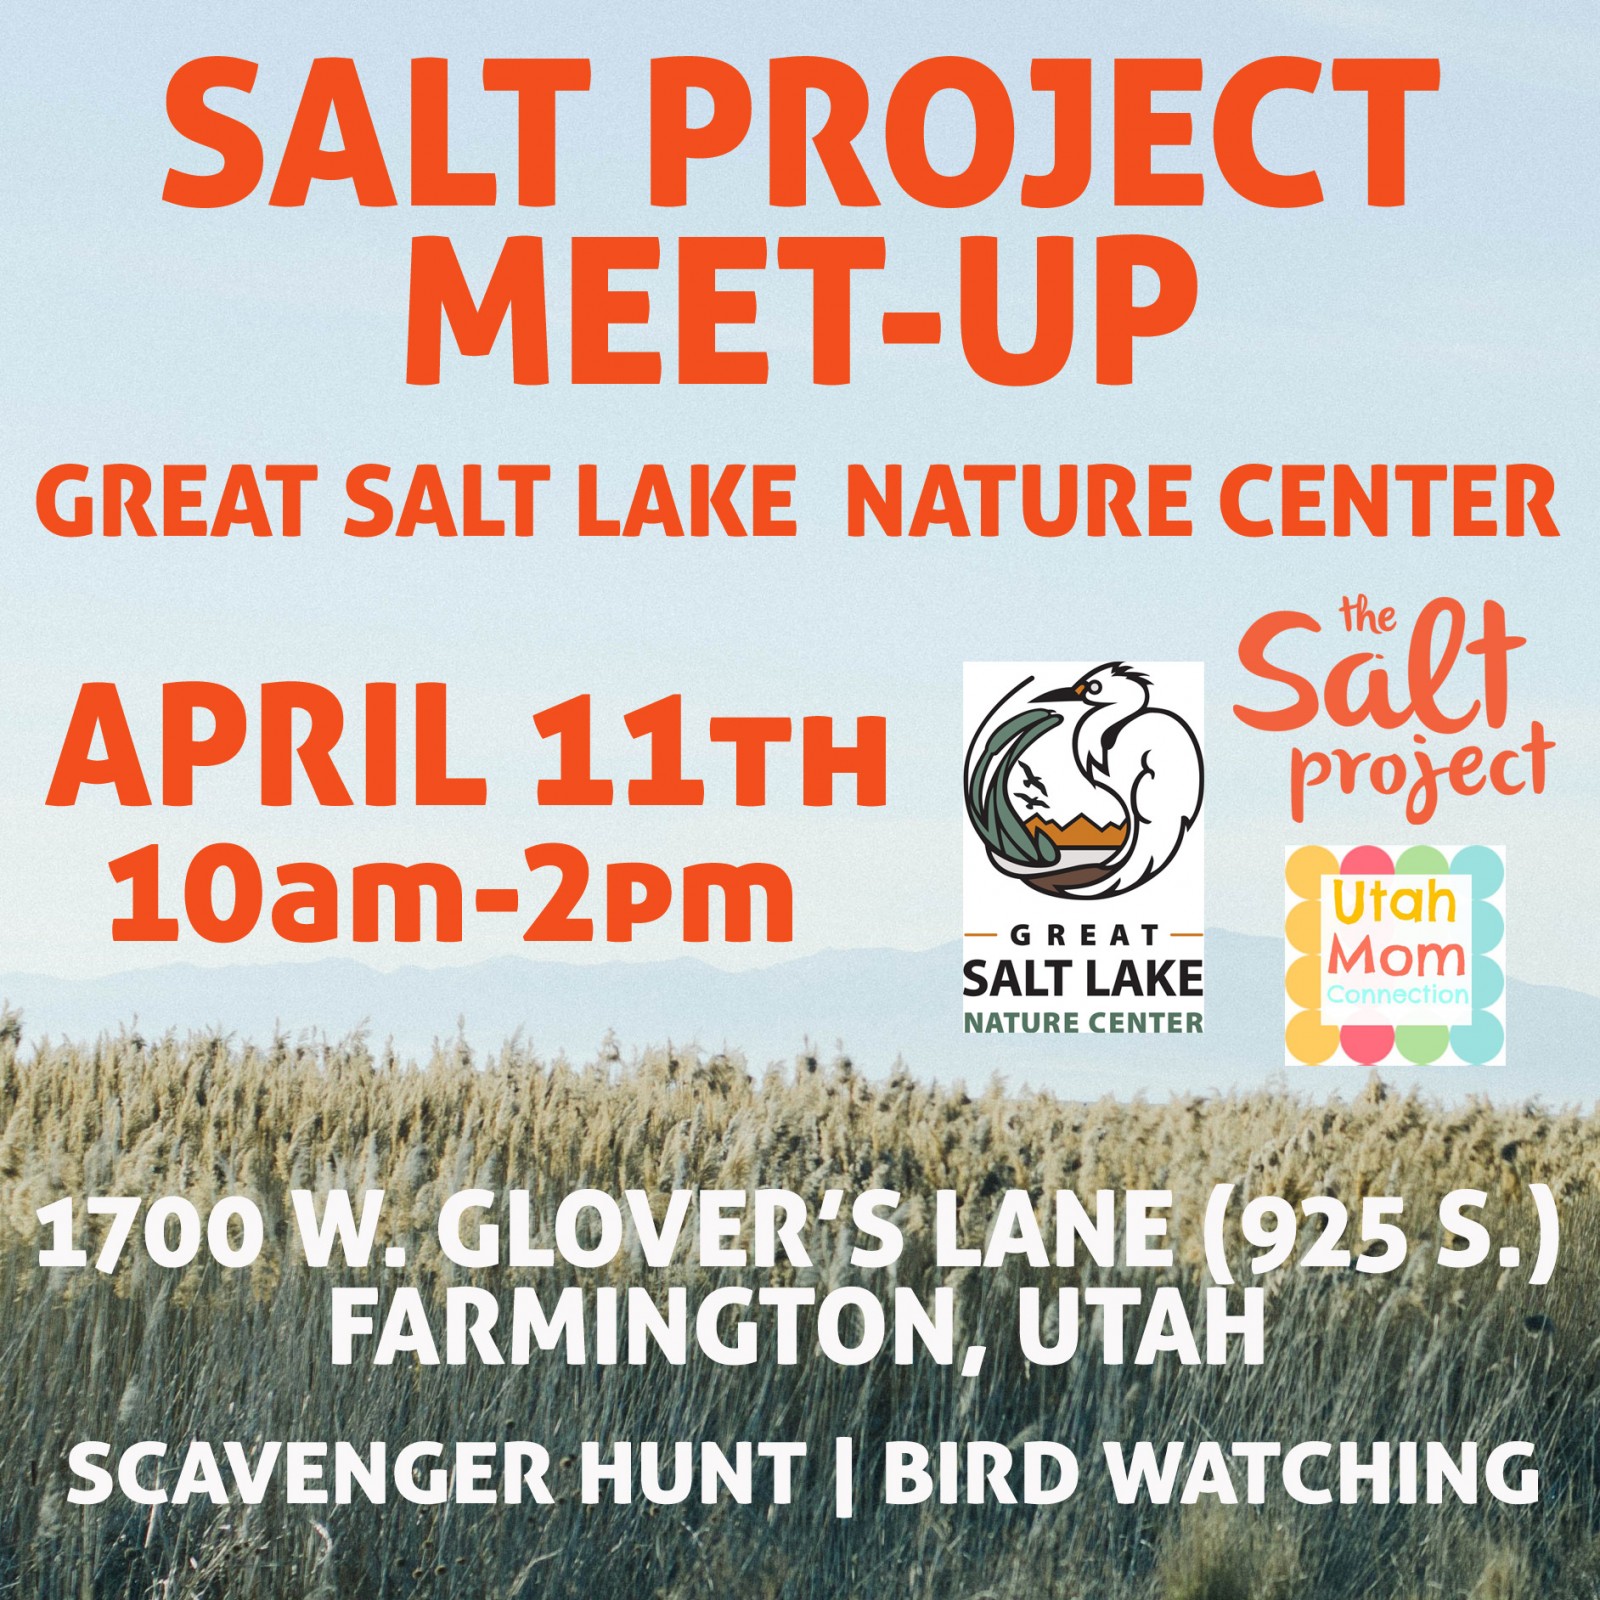 SALT PROJECT
MEET-UP
GREAT SALT LAKE NATURE CENTER
APRIL 11TH
10am-2pm
the
Salt
project
GREAT
SALT LAKE
NATURE CENTER
Utah
Mom
Connection
1700 W. GLOVER'S LANE (925 S.)
FARMINGTON, UTAH
SCAVENGER HUNT | BIRD WATCHING